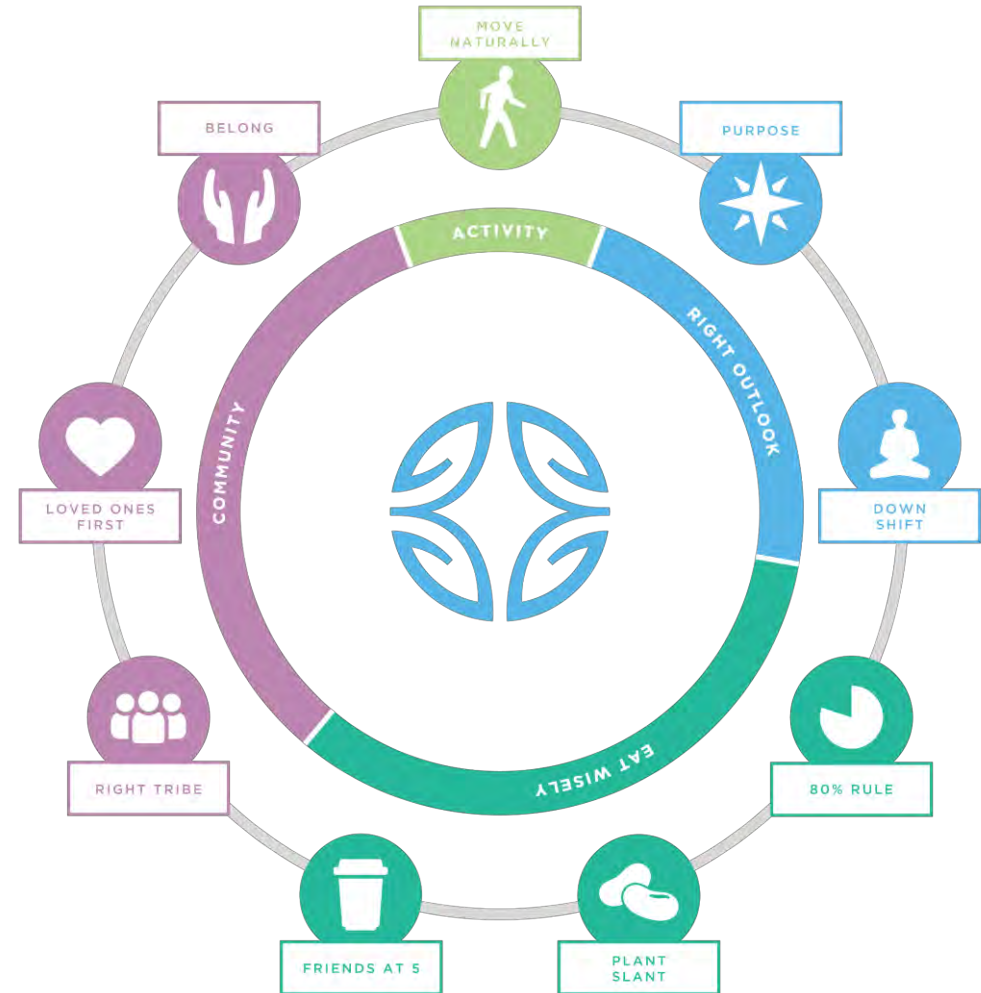 MOVE
NATURALLY
BELONG
PURPOSE
ACTIVITY
RIGHT OUTLOOK
COMMUNITY
LOVED ONES
FIRST
DOWN
SHIFT
EAT WISELY
RIGHT TRIBE
80% RULE
FRIENDS AT 5
PLANT
SLANT